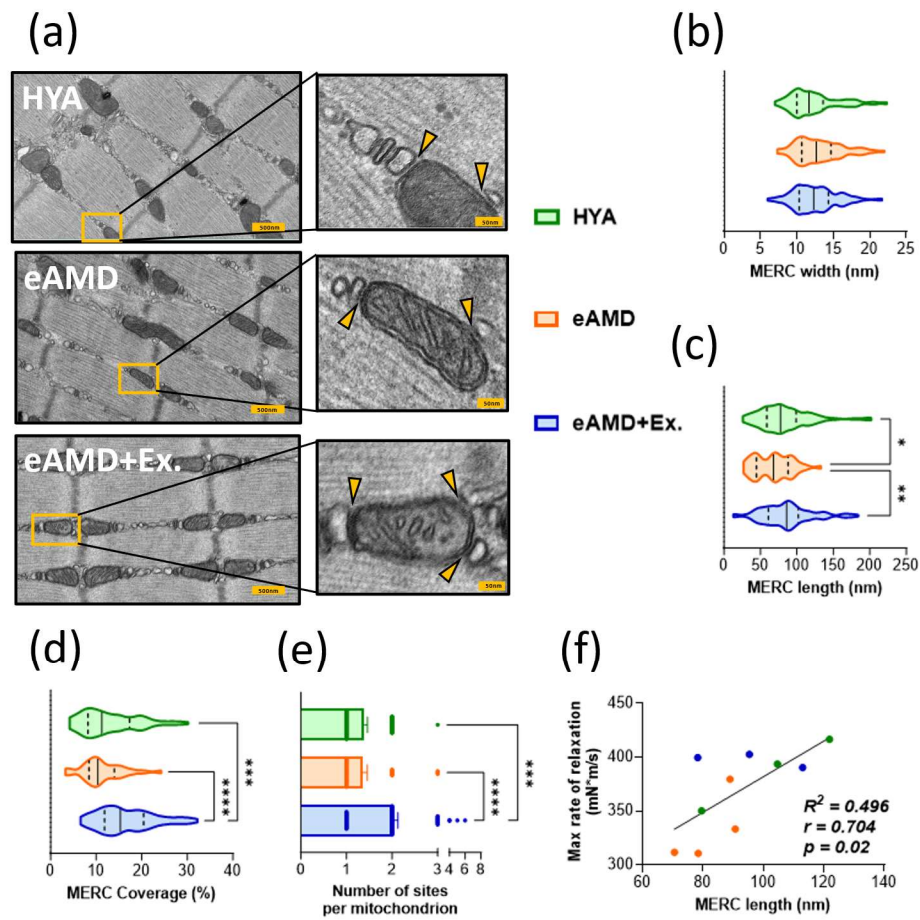 (a)
HYA
500nm
50nm
eAMD
500nm
50nm
eAMD+Ex.
500nm
50nm
HYA
eAMD
eAMD+Ex.
(b)
0 5 10 15 20 25
MERC width (nm)
(c)
*
**
0 50 100 150 200 250
MERC length (nm)
(d)
****
***
0 10 20 30 40
MERC Coverage (%)
(e)
****
***
0 1 2 3 4 6 8
Number of sites
per mitochondrion
(f)
Max rate of relaxation
(mN*m/s)
450
400
350
300
R² = 0.496
r = 0.704
p = 0.02
60 80 100 120 140
MERC length (nm)